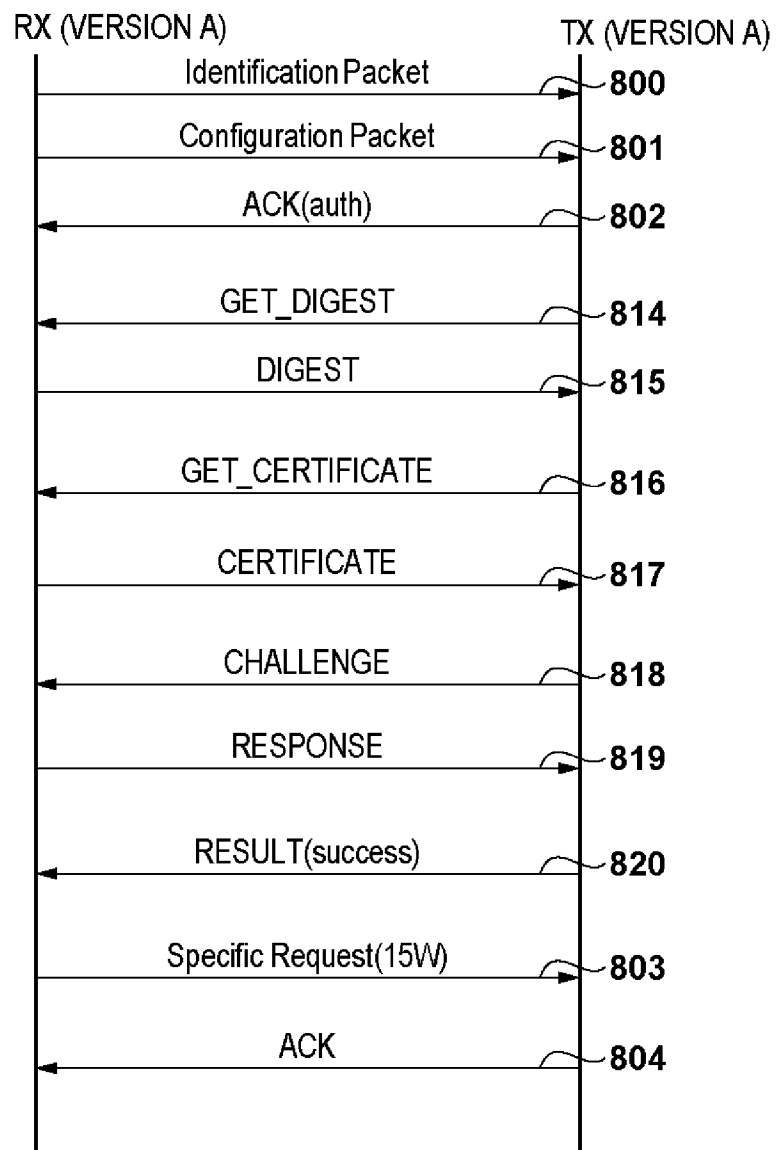 RX (VERSION A)
TX (VERSION A)
Identification Packet
800
Configuration Packet
801
ACK(auth)
802
GET_DIGEST
814
DIGEST
815
GET_CERTIFICATE
816
CERTIFICATE
817
CHALLENGE
818
RESPONSE
819
RESULT(success)
820
Specific Request(15W)
803
ACK
804